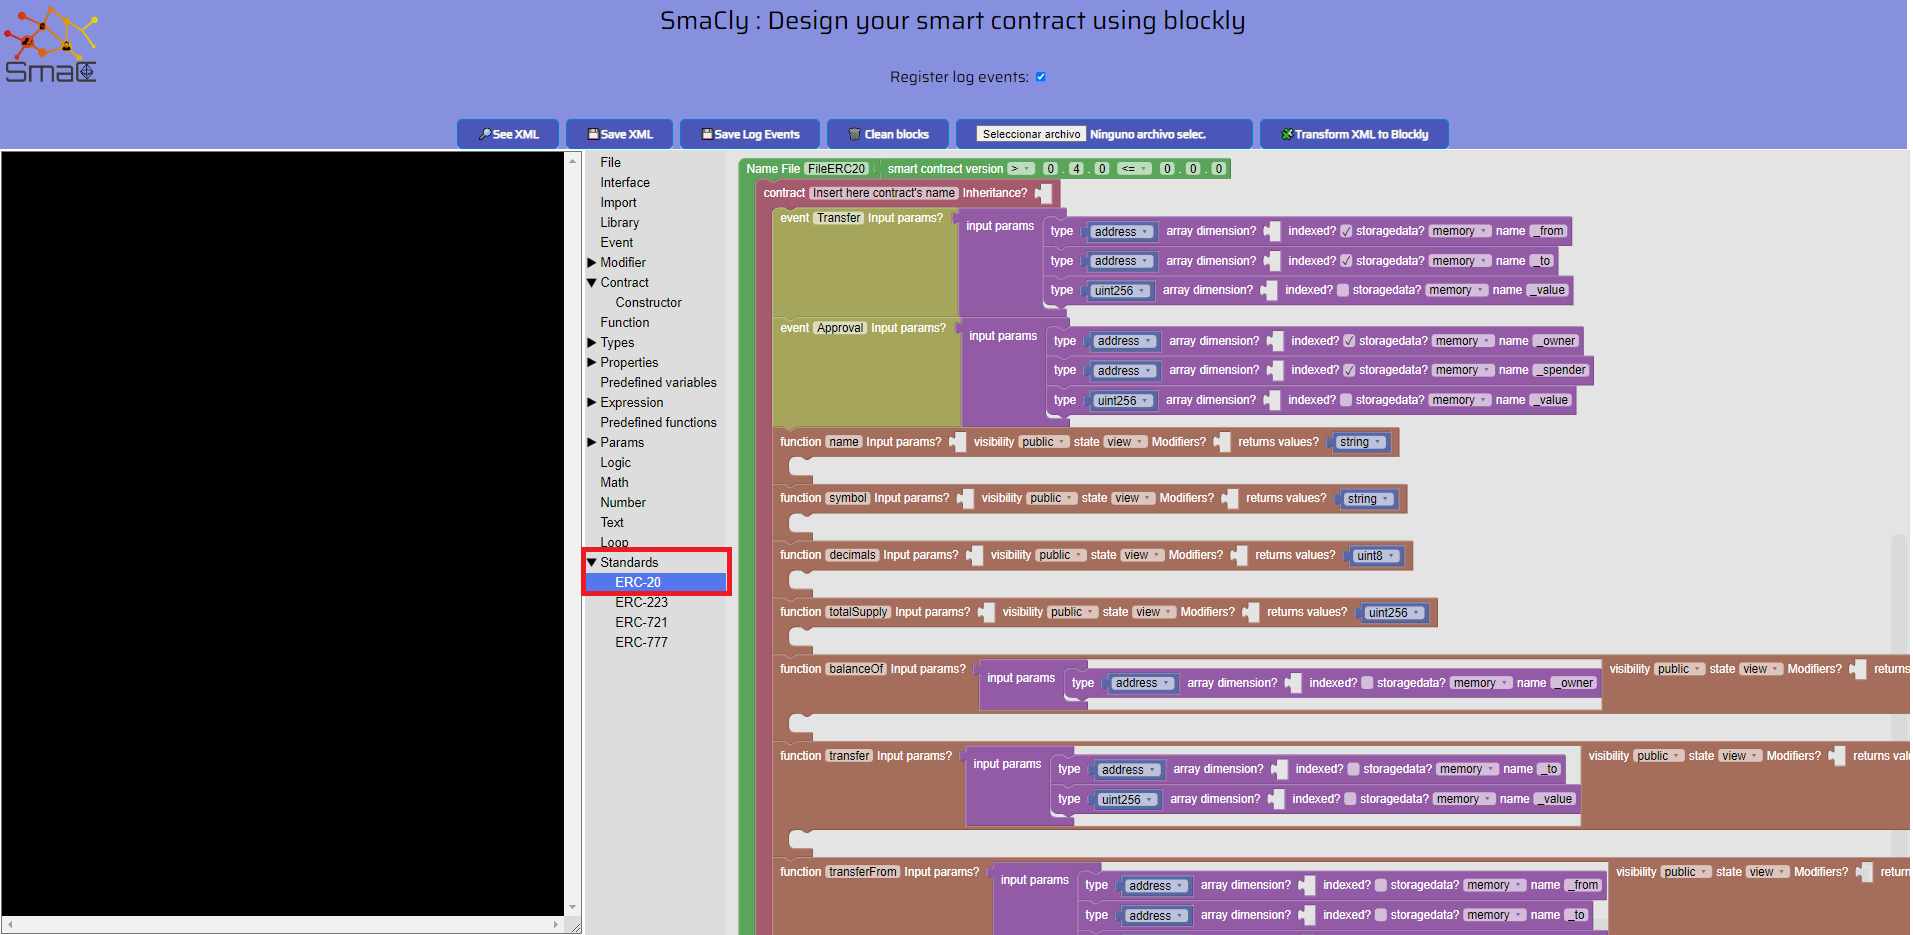 SmaCly : Design your smart contract using blockly
SmaC
Register log events:
See XML
Save XML
Save Log Events
Clean blocks
Seleccionar archivo Ninguno archivo selec.
Transform XML to Blockly
File
Interface
Import
Library
Event
Modifier
Contract
Constructor
Function
Types
Properties
Predefined variables
Expression
Predefined functions
Params
Logic
Math
Number
Text
Loop
Standards
ERC-20
ERC-223
ERC-721
ERC-777
Name File FileERC20 smart contract version > 0 . 4 . 0 <= 0 . 0 . 0
contract Insert here contract's name Inheritance?
event Transfer Input params?
input params
type address array dimension? indexed? storagedata? memory name _from
type address array dimension? indexed? storagedata? memory name _to
type uint256 array dimension? indexed? storagedata? memory name _value
event Approval Input params?
input params
type address array dimension? indexed? storagedata? memory name _owner
type address array dimension? indexed? storagedata? memory name _spender
type uint256 array dimension? indexed? storagedata? memory name _value
function name Input params? visibility public state view Modifiers? returns values? string
function symbol Input params? visibility public state view Modifiers? returns values? string
function decimals Input params? visibility public state view Modifiers? returns values? uint8
function totalSupply Input params? visibility public state view Modifiers? returns values? uint256
function balanceOf Input params? visibility public state view Modifiers? returns
input params
type address array dimension? indexed? storagedata? memory name _owner
function transfer Input params? visibility public state view Modifiers? returns val
input params
type address array dimension? indexed? storagedata? memory name _to
type uint256 array dimension? indexed? storagedata? memory name _value
function transferFrom Input params? visibility public state view Modifiers? return
input params
type address array dimension? indexed? storagedata? memory name _from
type address array dimension? indexed? storagedata? memory name _to